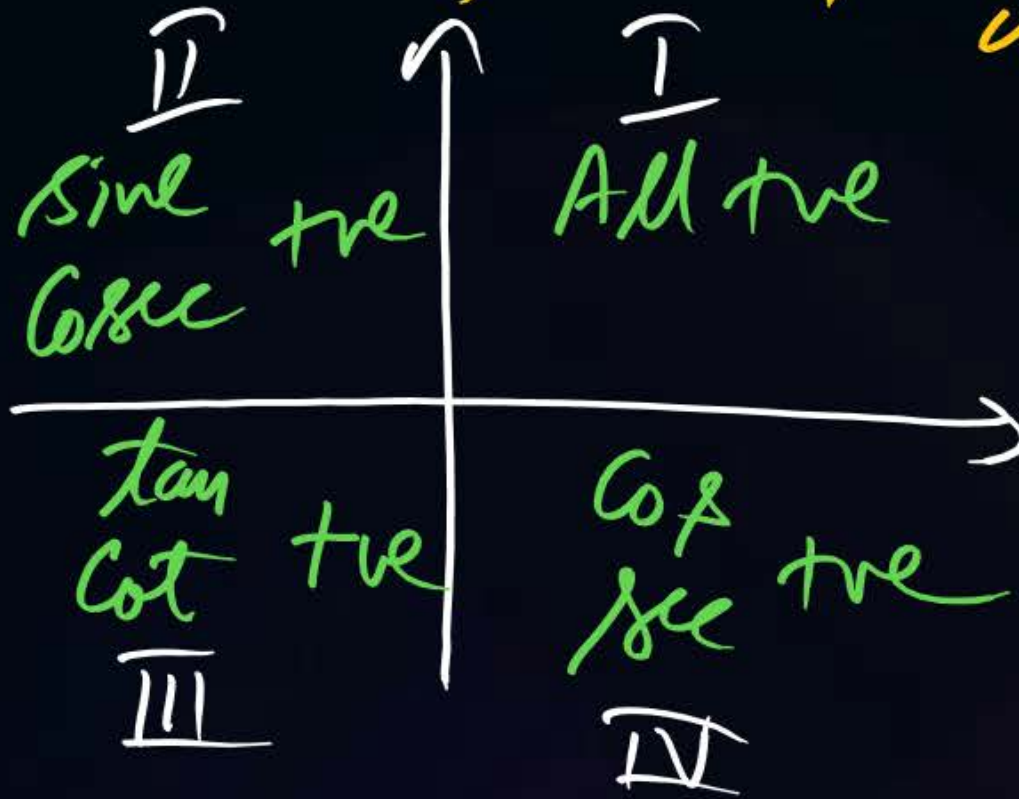 II
I
Sine
Cosec +ve
All +ve
tan
Cot +ve
Cos
Sec +ve
III
IV